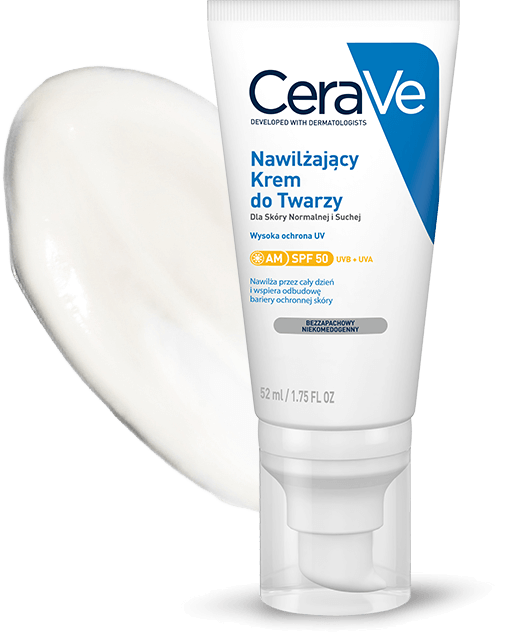 CeraVe
DEVELOPED WITH DERMATOLOGISTS
Nawilżający
Krem
do Twarzy
Dla Skóry Normalnej i Suchej
Wysoka ochrona UV
AM SPF 50 UVB + UVA
Nawilża przez cały dzień
i wspiera odbudowę
bariery ochronnej skóry
BEZZAPACHOWY
NIEKOMEDOGENNY
52 ml / 1.75 FL OZ